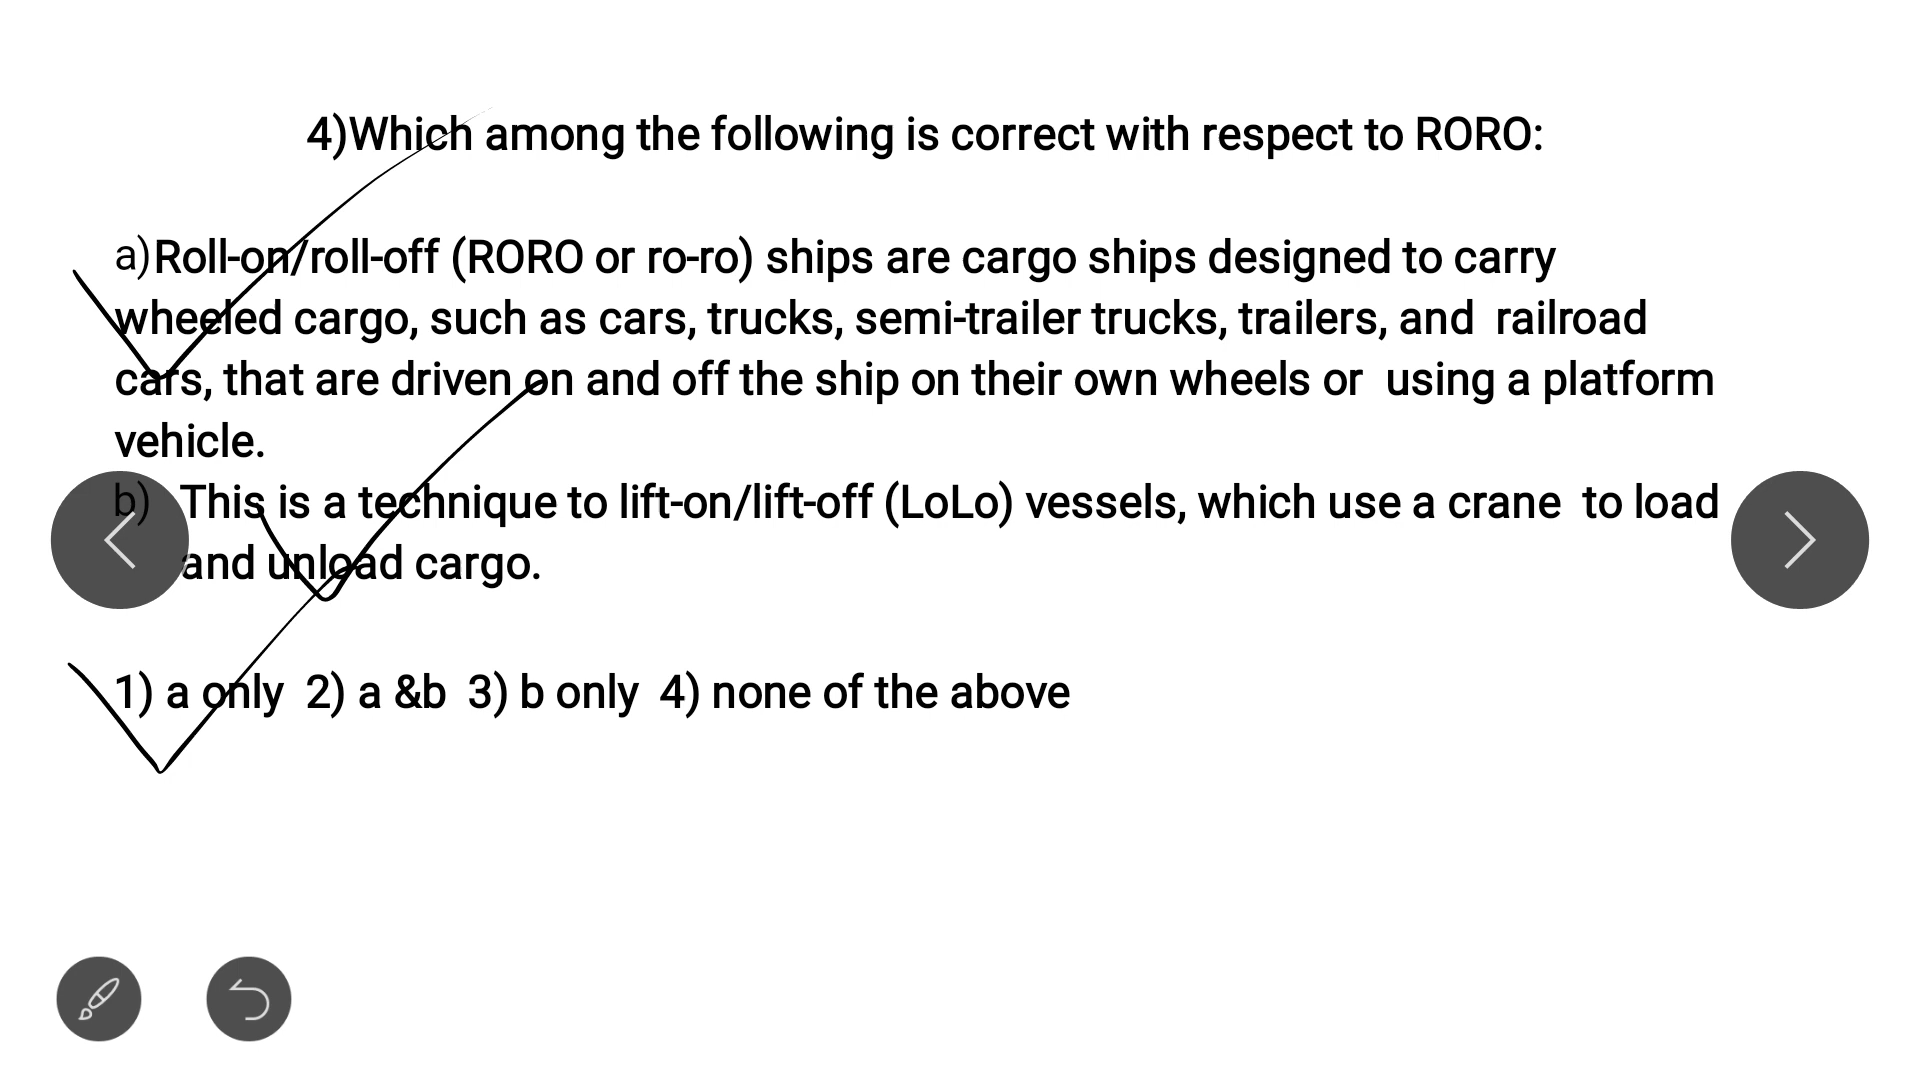 4)Which among the following is correct with respect to RORO:
a)Roll-on/roll-off (RORO or ro-ro) ships are cargo ships designed to carry
wheeled cargo, such as cars, trucks, semi-trailer trucks, trailers, and railroad
cars, that are driven on and off the ship on their own wheels or using a platform
vehicle.
b) This is a technique to lift-on/lift-off (LoLo) vessels, which use a crane to load
and unload cargo.
1) a only 2) a &b 3) b only 4) none of the above